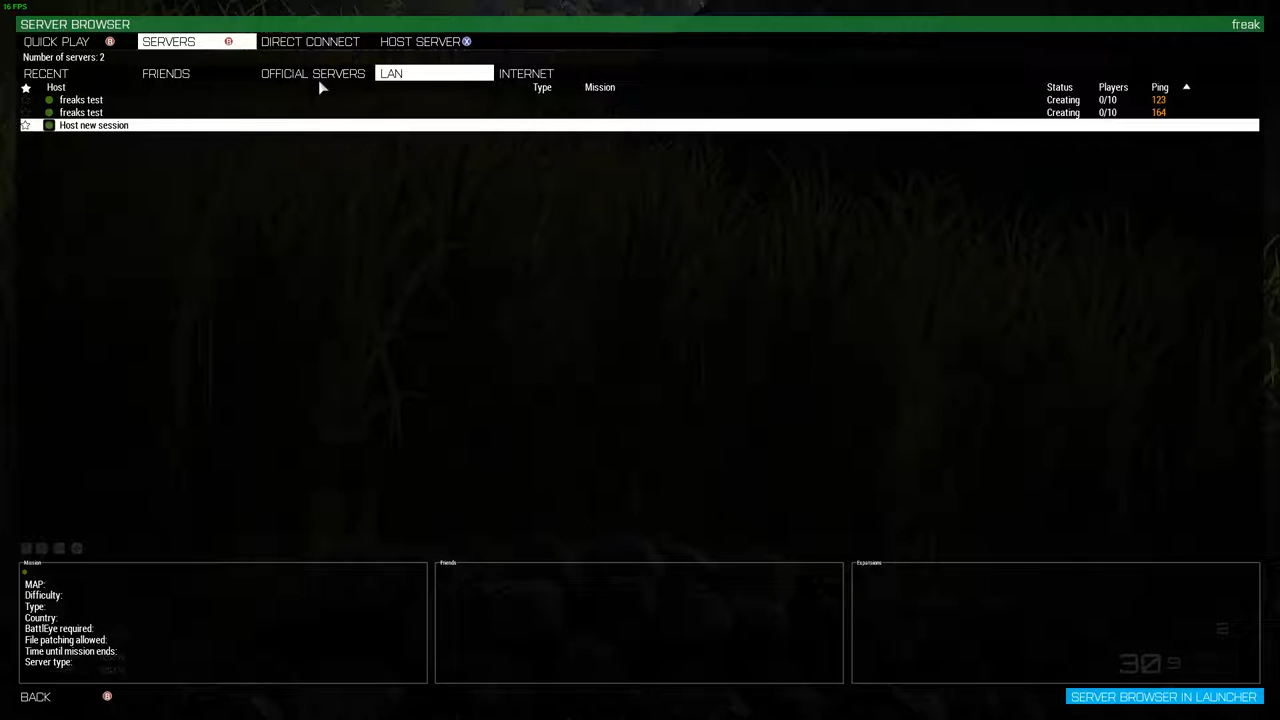 16 FPS
SERVER BROWSER freak
QUICK PLAY B SERVERS B DIRECT CONNECT HOST SERVER X
Number of servers: 2
RECENT FRIENDS OFFICIAL SERVERS LAN INTERNET
Host Type Mission Status Players Ping
freaks test Creating 0/10 123
freaks test Creating 0/10 164
Host new session
Mission Friends Expansions
MAP:
Difficulty:
Type:
Country:
BattlEye required:
File patching allowed:
Time until mission ends:
Server type:
30 9
BACK B SERVER BROWSER IN LAUNCHER